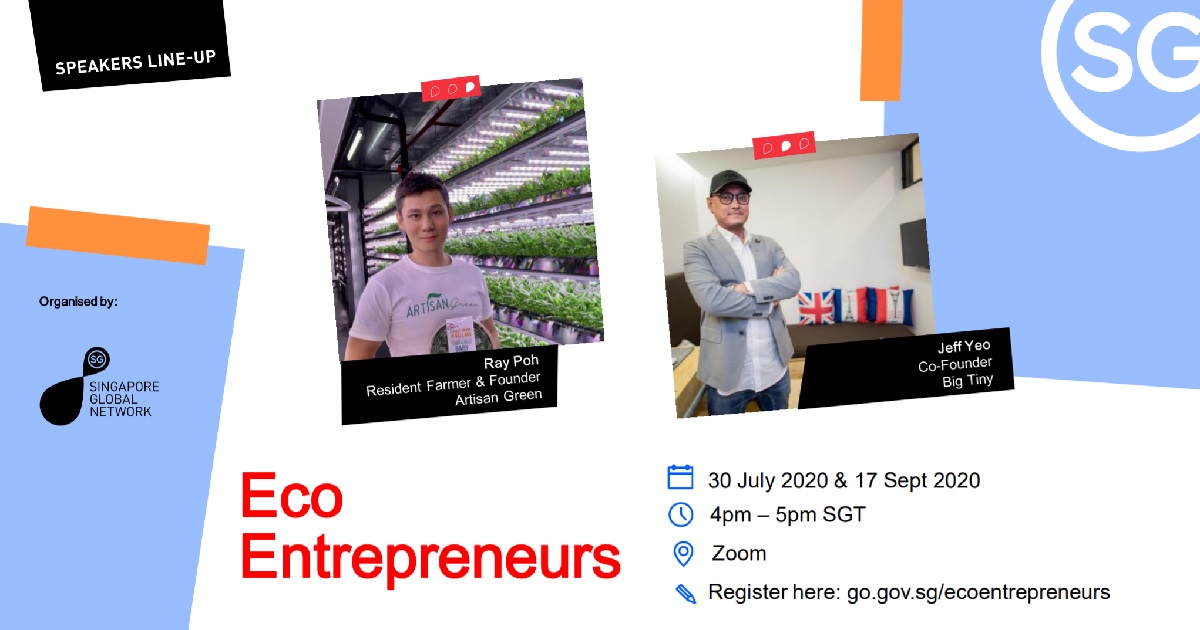 SPEAKERS LINE-UP
SG
Organised by:
SG
SINGAPORE
GLOBAL
NETWORK
ARTISAN green
Ray Poh
Resident Farmer & Founder
Artisan Green
Jeff Yeo
Co-Founder
Big Tiny
Eco
Entrepreneurs
30 July 2020 & 17 Sept 2020
4pm – 5pm SGT
Zoom
Register here: go.gov.sg/ecoentrepreneurs